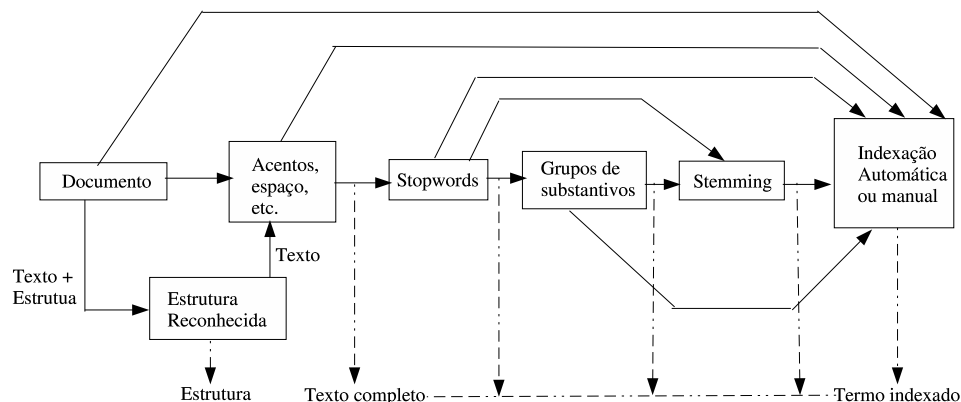 Documento
Acentos,
espaço,
etc.
Stopwords
Grupos de
substantivos
Stemming
Indexação
Automática
ou manual
Texto +
Estrutua
Texto
Estrutura
Reconhecida
Estrutura
Texto completo
Termo indexado